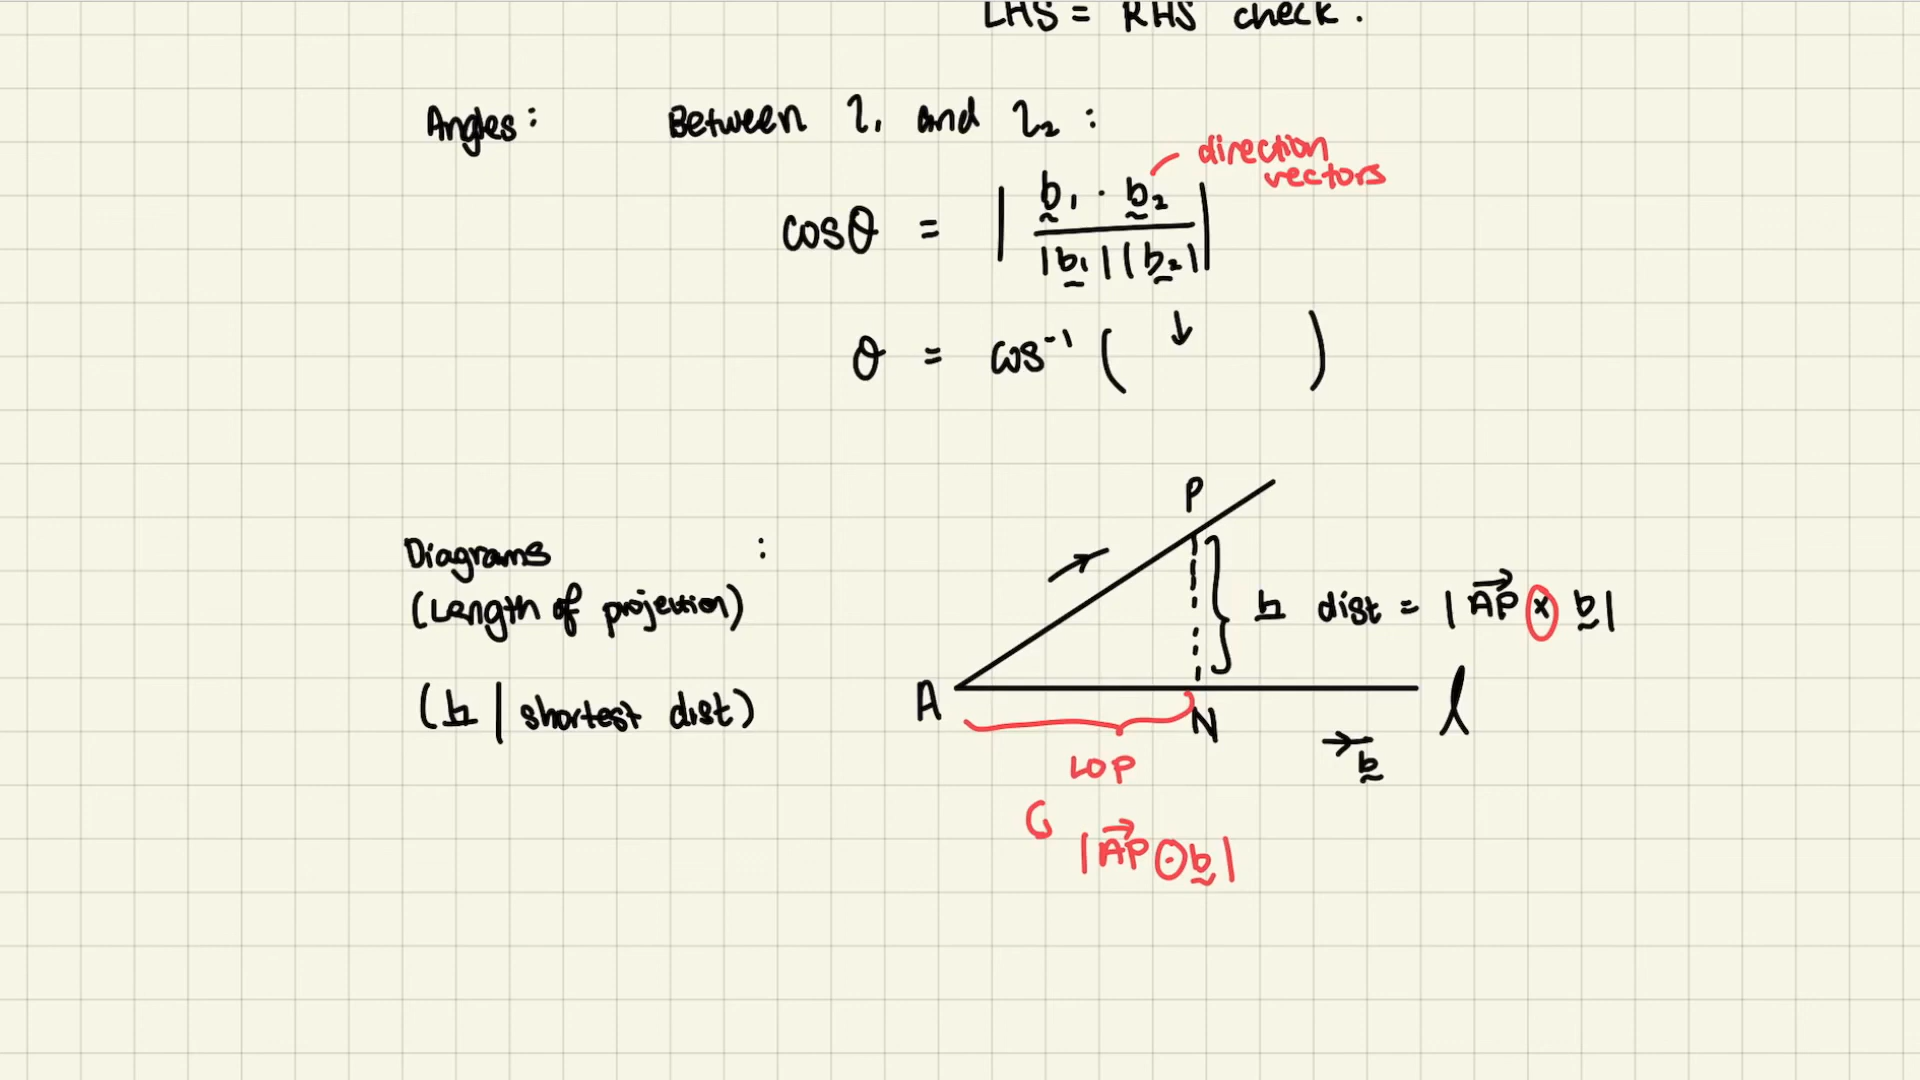 LHS = RHS check.
Angles: Between l₁ and l₂ :
direction
vectors
cosθ = | b₁ · b₂ / |b₁||b₂| |
θ = cos⁻¹ ( ↓ )
P
Diagrams :
(Length of projection)
⊥ dist = | AP × b |
(⊥ | shortest dist)
A
N
l
b
LOP
| AP · b |